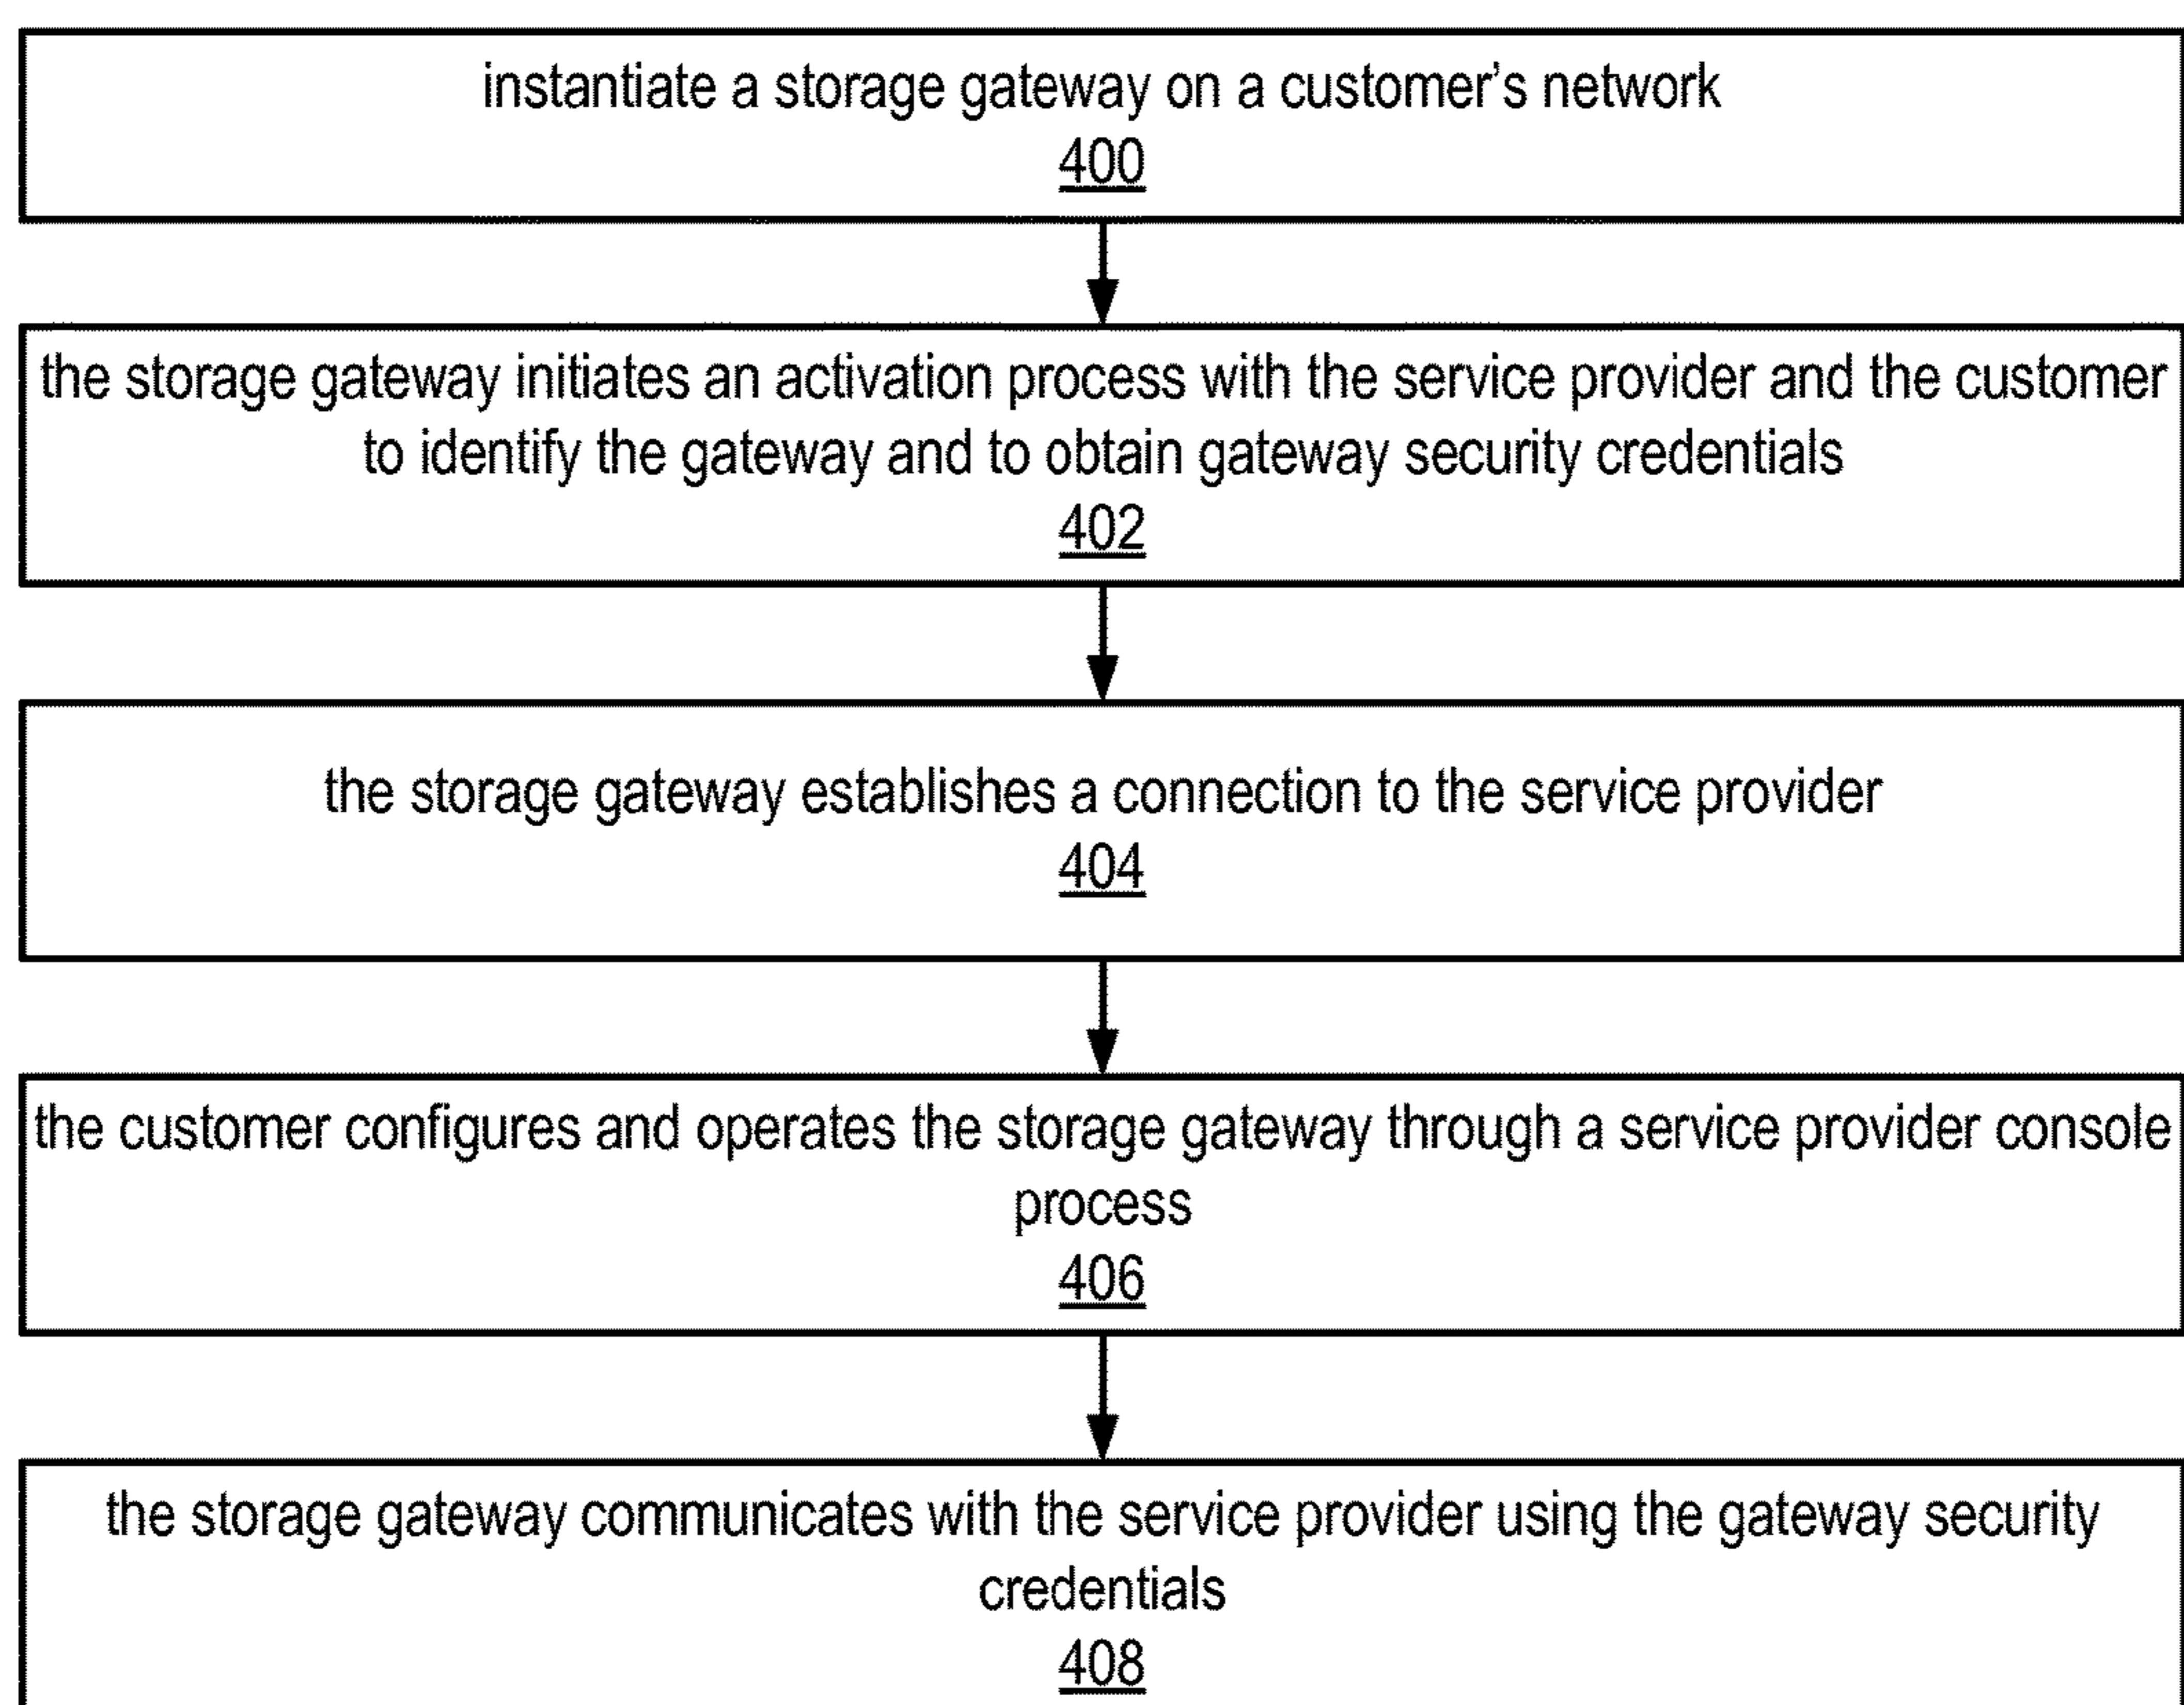 instantiate a storage gateway on a customer’s network
400
the storage gateway initiates an activation process with the service provider and the customer
to identify the gateway and to obtain gateway security credentials
402
the storage gateway establishes a connection to the service provider
404
the customer configures and operates the storage gateway through a service provider console
process
406
the storage gateway communicates with the service provider using the gateway security
credentials
408